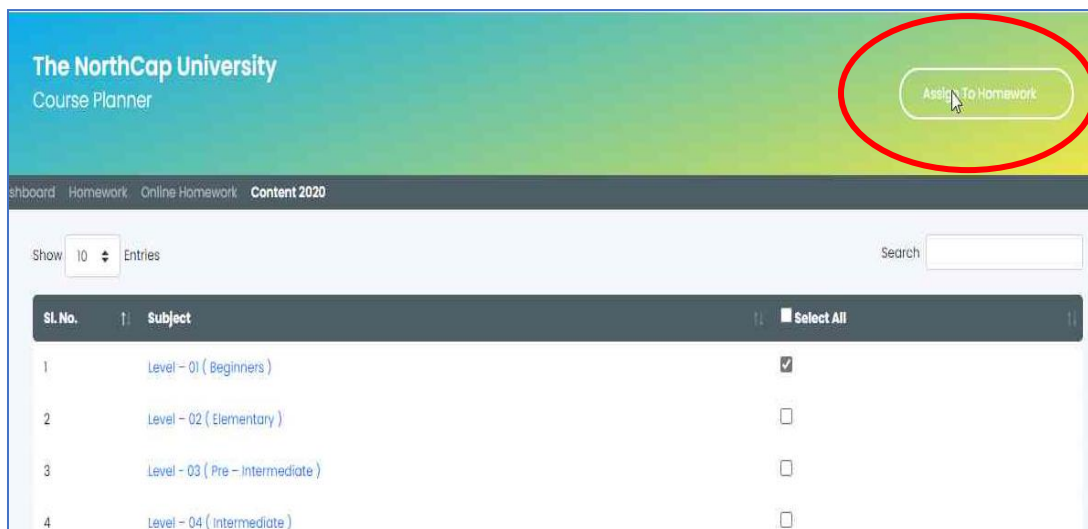 The NorthCap University
Course Planner
Assign To Homework
shboard Homework Online Homework Content 2020
Show 10 Entries
Search
Sl. No. Subject Select All
1 Level - 01 ( Beginners )
2 Level - 02 ( Elementary )
3 Level - 03 ( Pre - Intermediate )
4 Level - 04 ( Intermediate )